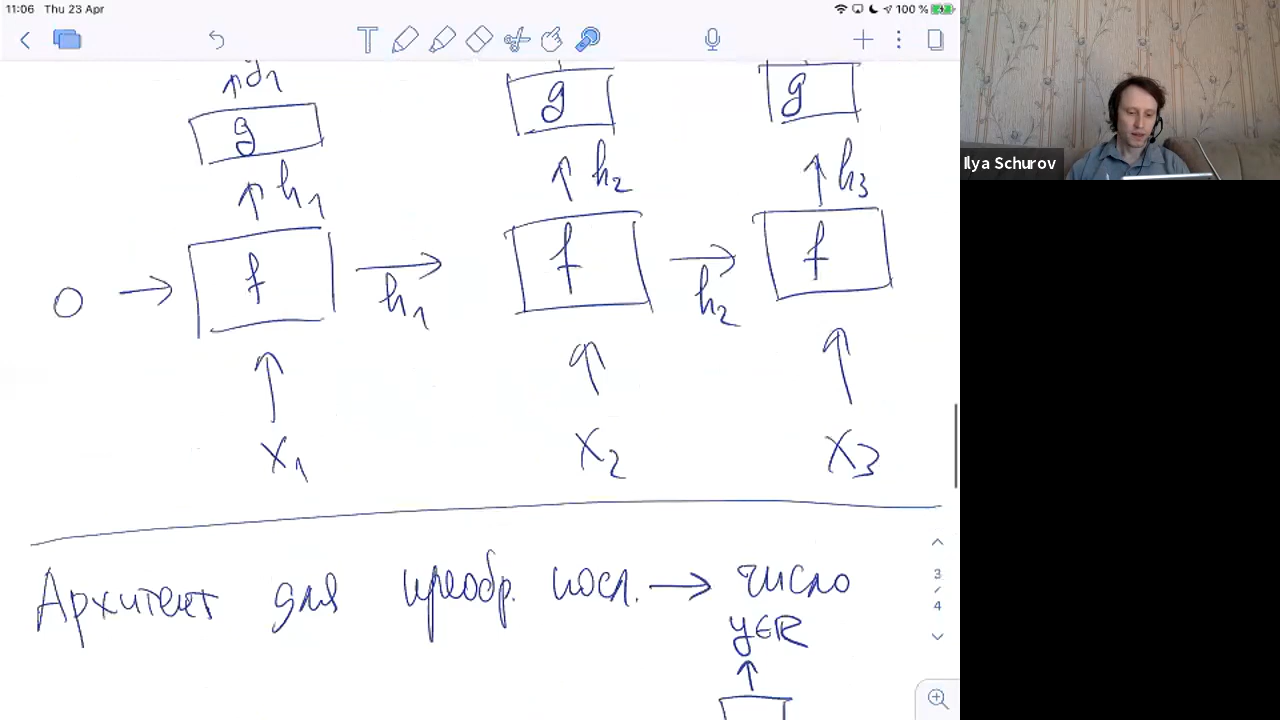 11:06 Thu 23 Apr 100 %
T
y1
g g g
h1 h2 h3
0 → f → f → f
h1 h2
x1 x2 x3
Архитект для преобр. посл. → число
y∈R
3
/
4
Ilya Schurov